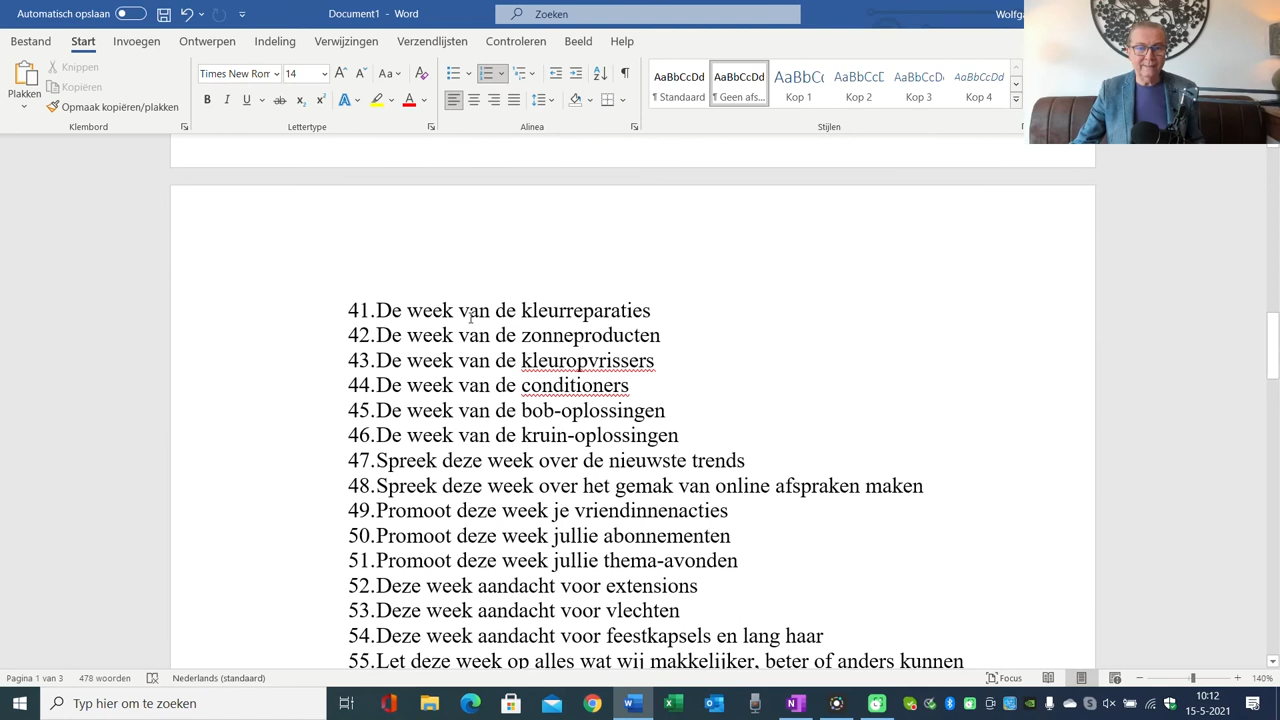 Automatisch opslaan
Document1 - Word
Zoeken
Wolfg
Bestand Start Invoegen Ontwerpen Indeling Verwijzingen Verzendlijsten Controleren Beeld Help
Plakken
Knippen
Kopiëren
Opmaak kopiëren/plakken
Klembord
Times New Rom 14
Lettertype
Alinea
AaBbCcDd AaBbCcDd AaBbCc AaBbCcD AaBbCcD AaBbCcDd
¶ Standaard ¶ Geen afs... Kop 1 Kop 2 Kop 3 Kop 4
Stijlen
41.De week van de kleurreparaties
42.De week van de zonneproducten
43.De week van de kleuropvrissers
44.De week van de conditioners
45.De week van de bob-oplossingen
46.De week van de kruin-oplossingen
47.Spreek deze week over de nieuwste trends
48.Spreek deze week over het gemak van online afspraken maken
49.Promoot deze week je vriendinnenacties
50.Promoot deze week jullie abonnementen
51.Promoot deze week jullie thema-avonden
52.Deze week aandacht voor extensions
53.Deze week aandacht voor vlechten
54.Deze week aandacht voor feestkapsels en lang haar
55.Let deze week op alles wat wij makkelijker, beter of anders kunnen
Pagina 1 van 3 478 woorden Nederlands (standaard) Focus 140%
Typ hier om te zoeken
10:12
15-5-2021